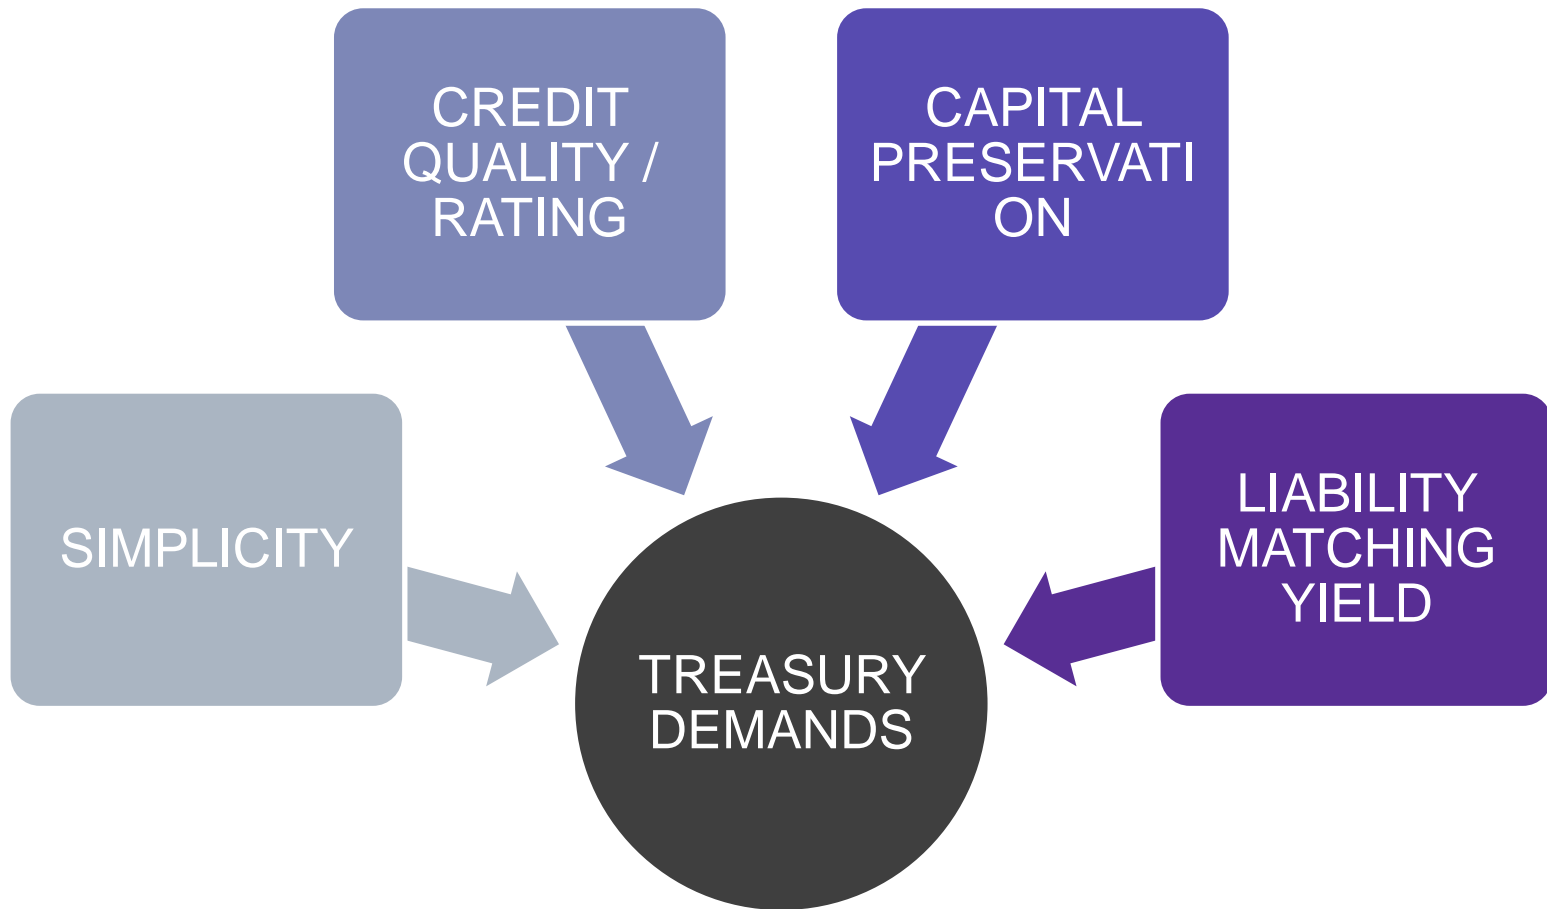 CREDIT
QUALITY /
RATING
CAPITAL
PRESERVATI
ON
SIMPLICITY
LIABILITY
MATCHING
YIELD
TREASURY
DEMANDS